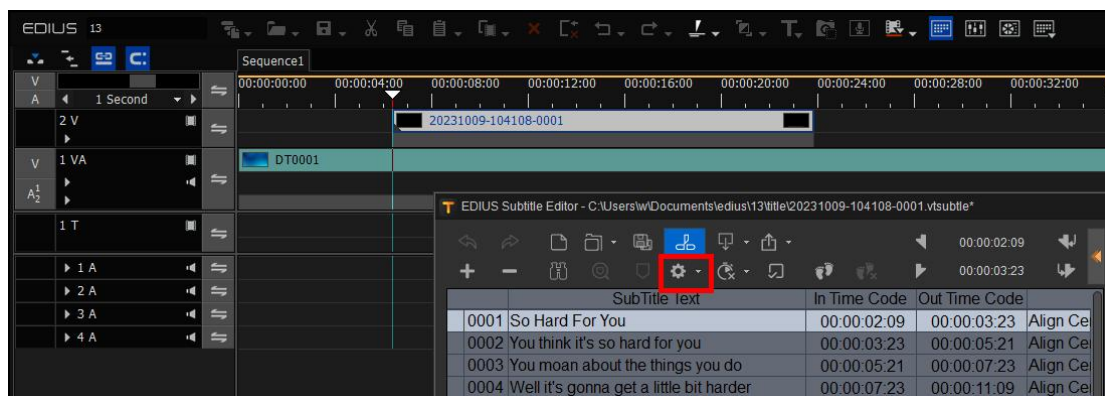 EDIUS 13
Sequence1
V
A
1 Second
00:00:00:00 00:00:04:00 00:00:08:00 00:00:12:00 00:00:16:00 00:00:20:00 00:00:24:00 00:00:28:00 00:00:32:00
2 V
20231009-104108-0001
V
1 VA
DT0001
A12
1 T
EDIUS Subtitle Editor - C:\Users\w\Documents\edius\13\title\20231009-104108-0001.vtsubtle*
00:00:02:09
00:00:03:23
1 A
2 A
3 A
4 A
SubTitle Text In Time Code Out Time Code
0001 So Hard For You 00:00:02:09 00:00:03:23 Align Cei
0002 You think it's so hard for you 00:00:03:23 00:00:05:21 Align Cei
0003 You moan about the things you do 00:00:05:21 00:00:07:23 Align Cei
0004 Well it's gonna get a little bit harder 00:00:07:23 00:00:11:09 Align Cei